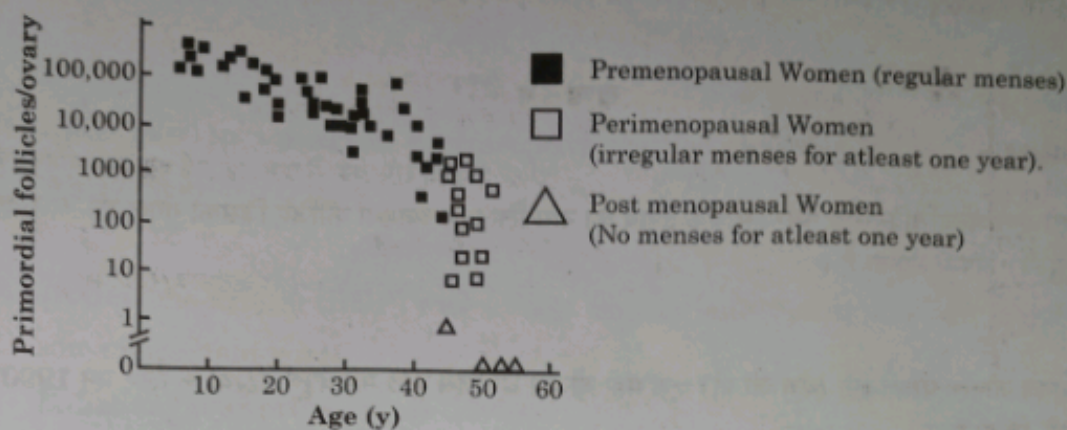 Primordial follicles/ovary
100,000
10,000
1000
100
10
1
0
10 20 30 40 50 60
Age (y)
Premenopausal Women (regular menses)
Perimenopausal Women
(irregular menses for atleast one year).
Post menopausal Women
(No menses for atleast one year)